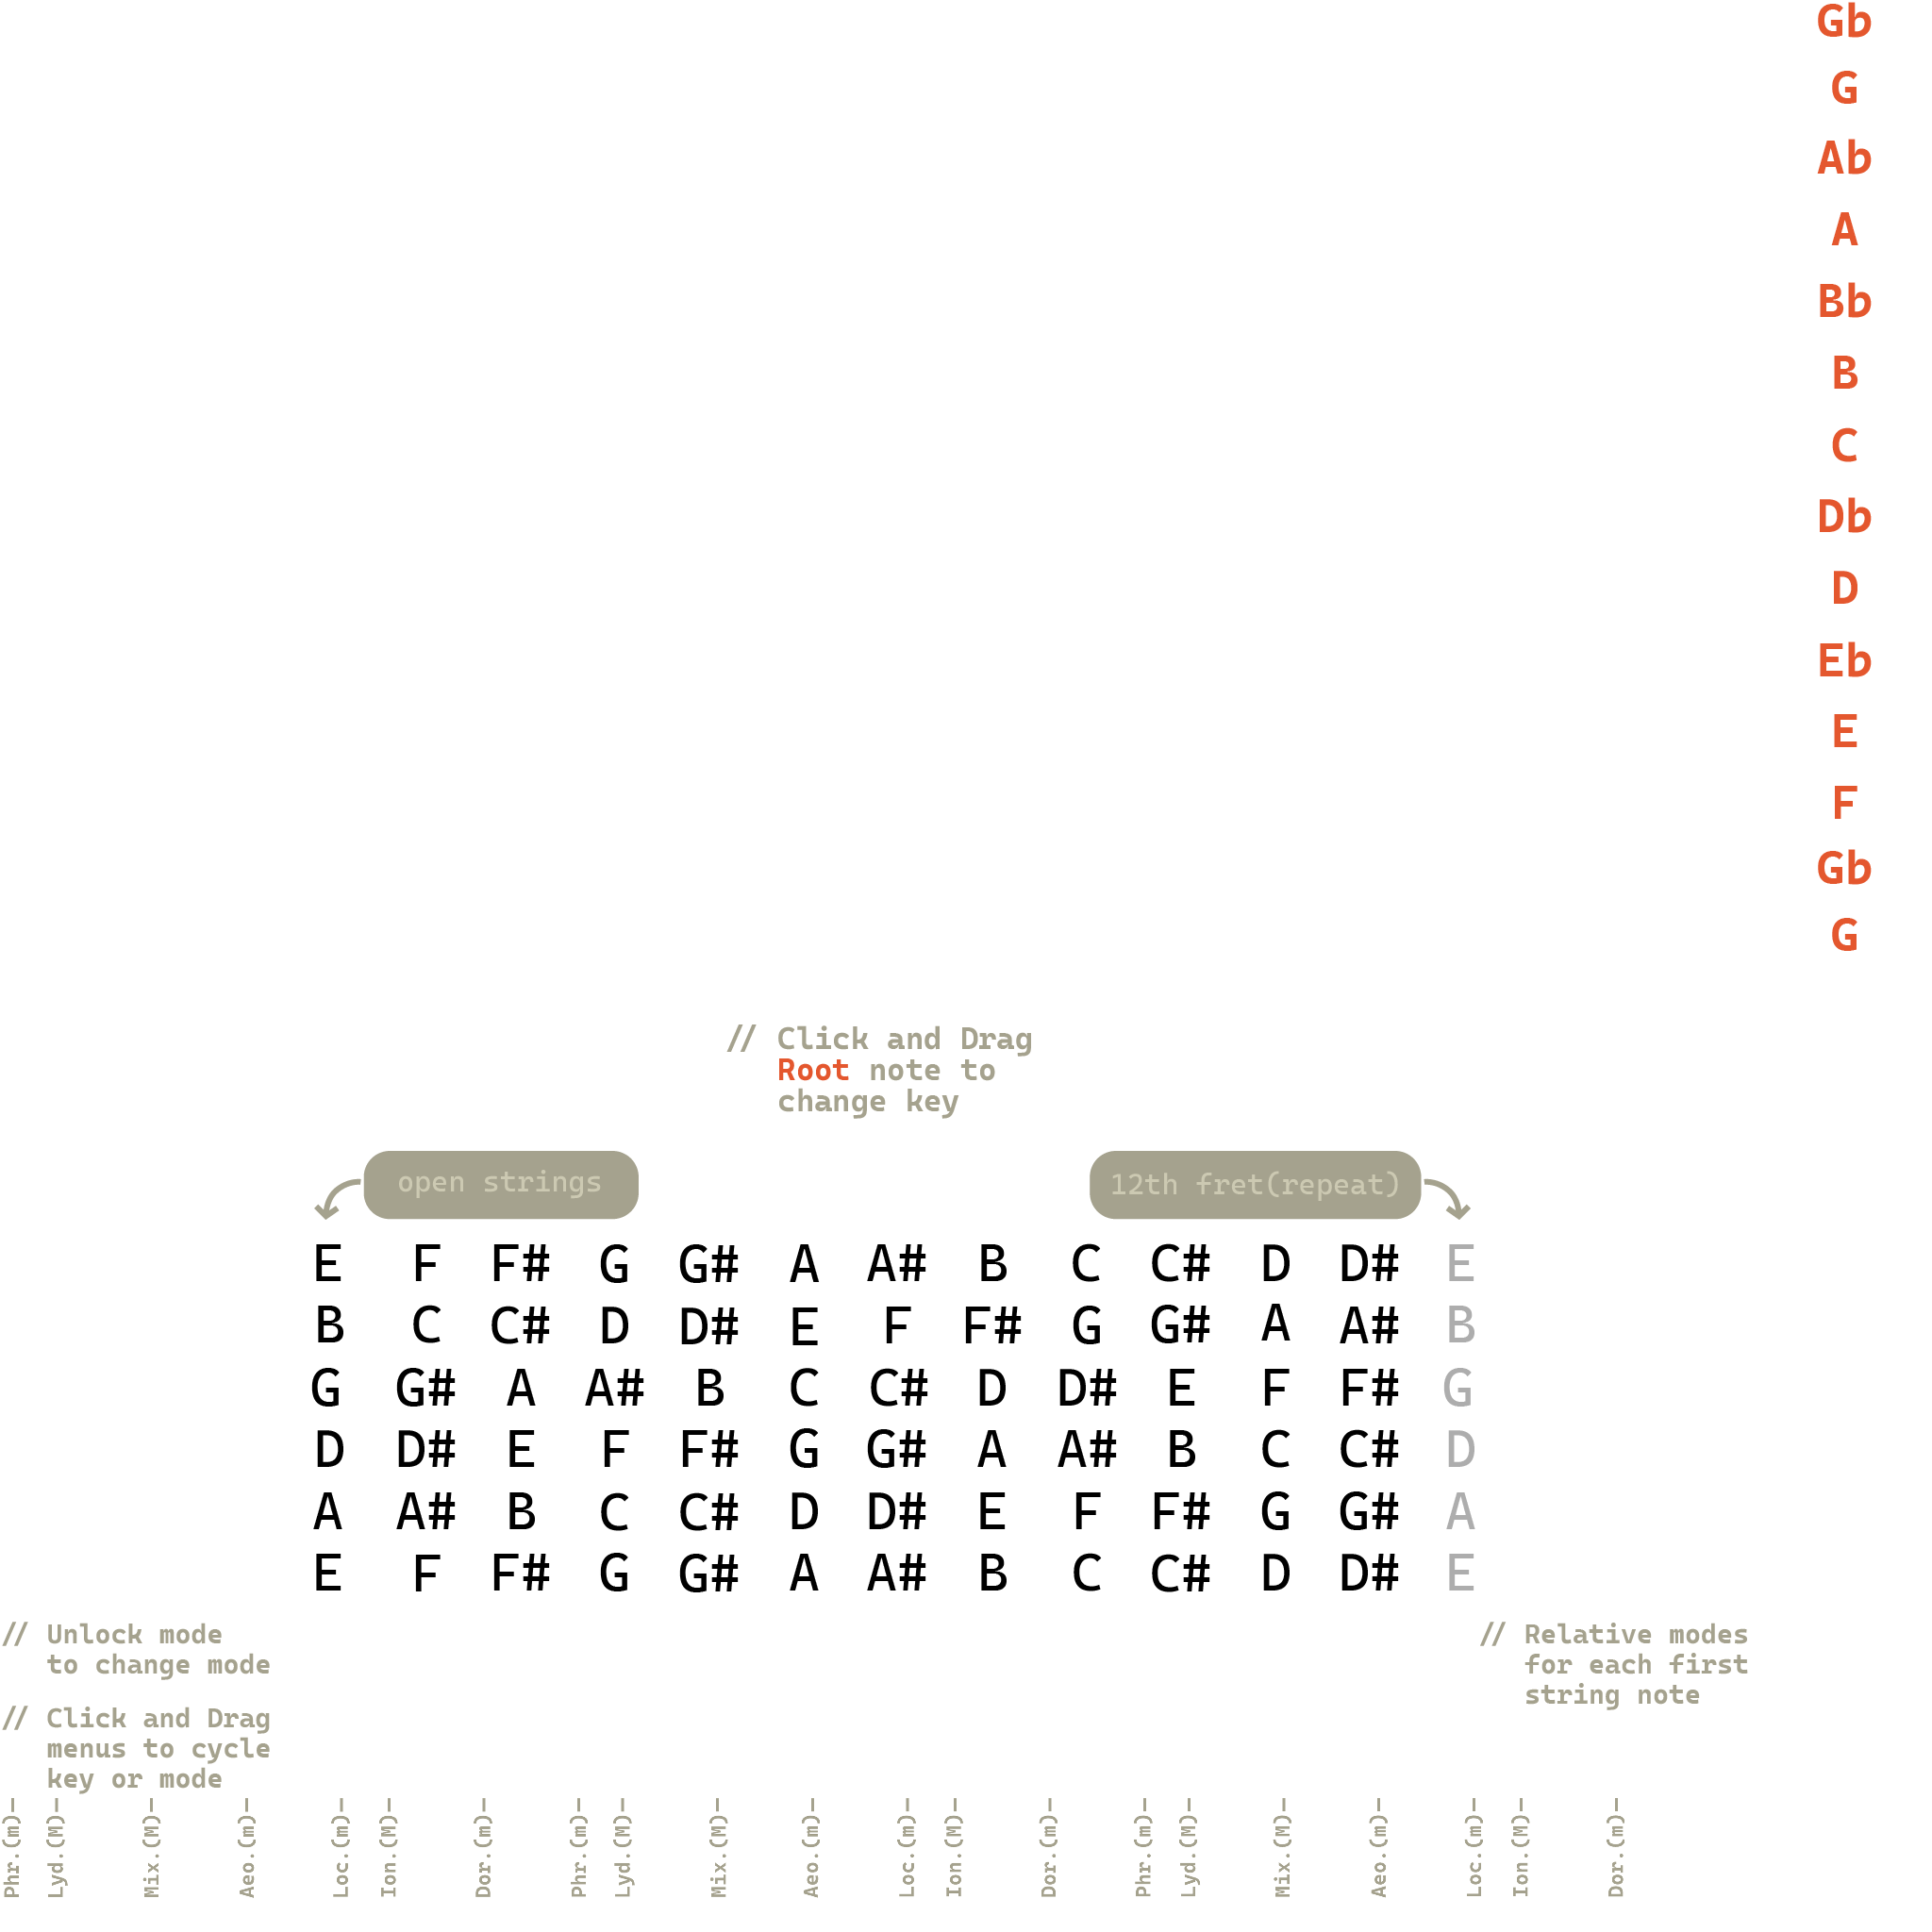 Gb
G
Ab
A
Bb
B
C
Db
D
Eb
E
F
Gb
G
// Click and Drag
Root note to
change key
open strings
12th fret(repeat)
E F F# G G# A A# B C C# D D# E
B C C# D D# E F F# G G# A A# B
G G# A A# B C C# D D# E F F# G
D D# E F F# G G# A A# B C C# D
A A# B C C# D D# E F F# G G# A
E F F# G G# A A# B C C# D D# E
// Unlock mode
to change mode
// Click and Drag
menus to cycle
key or mode
// Relative modes
for each first
string note
Phr.(m)–
Lyd.(M)–
Mix.(M)–
Aeo.(m)–
Loc.(m)–
Ion.(M)–
Dor.(m)–
Phr.(m)–
Lyd.(M)–
Mix.(M)–
Aeo.(m)–
Loc.(m)–
Ion.(M)–
Dor.(m)–
Phr.(m)–
Lyd.(M)–
Mix.(M)–
Aeo.(m)–
Loc.(m)–
Ion.(M)–
Dor.(m)–